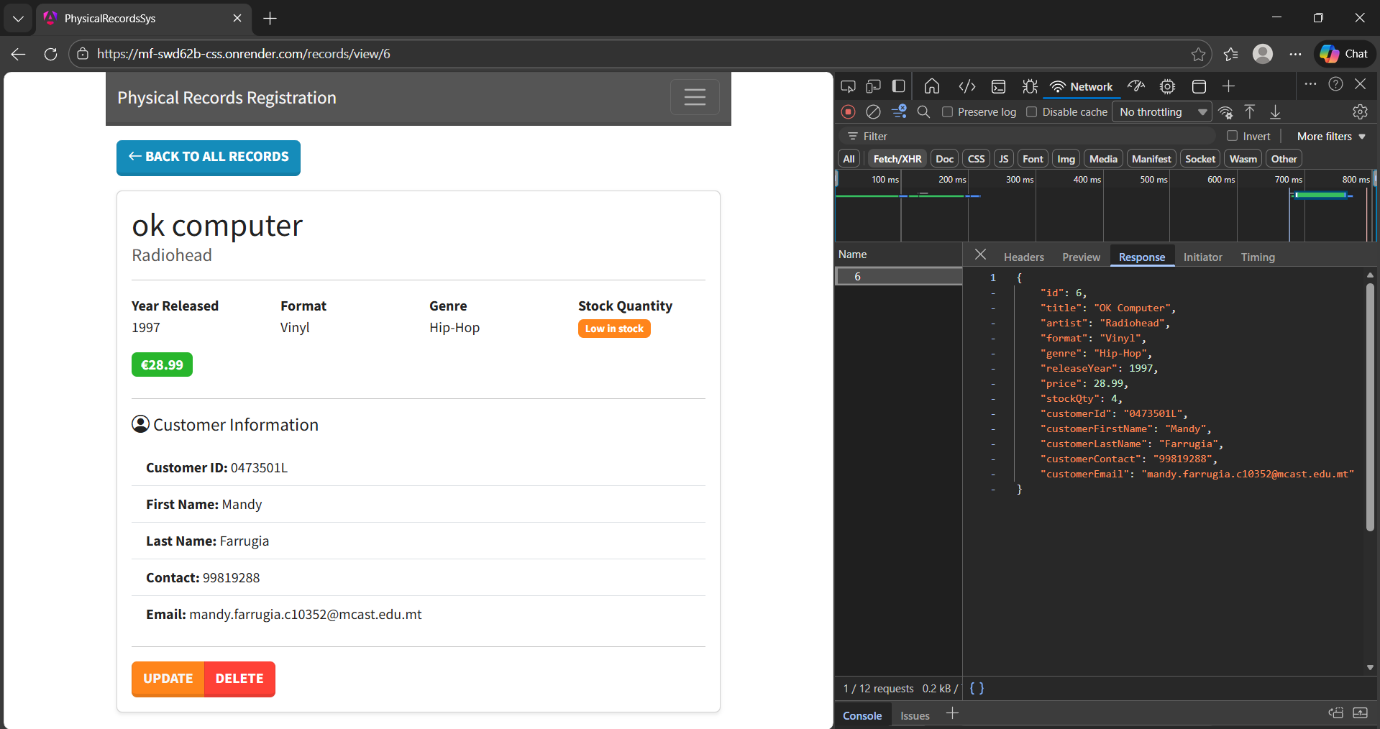 PhysicalRecordsSys
https://mf-swd62b-css.onrender.com/records/view/6
Chat
Physical Records Registration
← BACK TO ALL RECORDS
ok computer
Radiohead
Year Released Format Genre Stock Quantity
1997 Vinyl Hip-Hop Low in stock
€28.99
Customer Information
Customer ID: 0473501L
First Name: Mandy
Last Name: Farrugia
Contact: 99819288
Email: mandy.farrugia.c10352@mcast.edu.mt
UPDATE DELETE
Network
Preserve log Disable cache No throttling
Filter Invert More filters
All Fetch/XHR Doc CSS JS Font Img Media Manifest Socket Wasm Other
100 ms 200 ms 300 ms 400 ms 500 ms 600 ms 700 ms 800 ms
Name Headers Preview Response Initiator Timing
6
1 {
- "id": 6,
- "title": "OK Computer",
- "artist": "Radiohead",
- "format": "Vinyl",
- "genre": "Hip-Hop",
- "releaseYear": 1997,
- "price": 28.99,
- "stockQty": 4,
- "customerId": "0473501L",
- "customerFirstName": "Mandy",
- "customerLastName": "Farrugia",
- "customerContact": "99819288",
- "customerEmail": "mandy.farrugia.c10352@mcast.edu.mt"
- }
1 / 12 requests 0.2 kB / { }
Console Issues